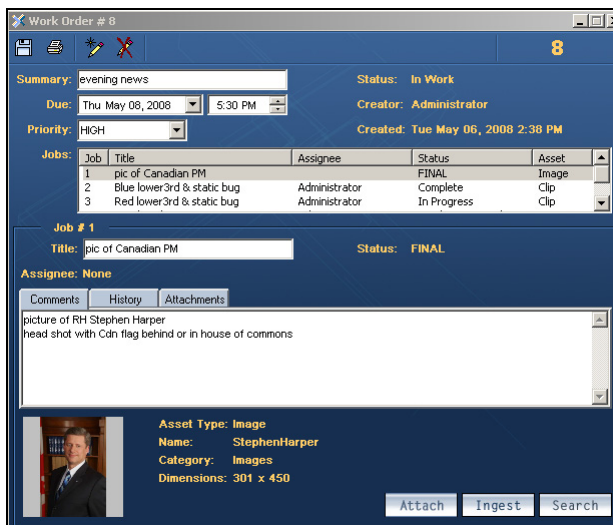 Work Order # 8
8
Summary: evening news Status: In Work
Due: Thu May 08, 2008 5:30 PM Creator: Administrator
Priority: HIGH Created: Tue May 06, 2008 2:38 PM
Jobs: Job Title Assignee Status Asset
1 pic of Canadian PM FINAL Image
2 Blue lower3rd & static bug Administrator Complete Clip
3 Red lower3rd & static bug Administrator In Progress Clip
Job # 1
Title: pic of Canadian PM Status: FINAL
Assignee: None
Comments History Attachments
picture of RH Stephen Harper
head shot with Cdn flag behind or in house of commons
Asset Type: Image
Name: StephenHarper
Category: Images
Dimensions: 301 x 450
Attach Ingest Search